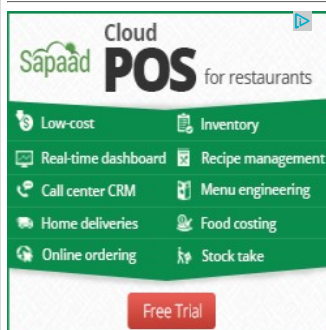 Sapaad
Cloud
POS for restaurants
Low-cost
Inventory
Real-time dashboard
Recipe management
Call center CRM
Menu engineering
Home deliveries
Food costing
Online ordering
Stock take
Free Trial